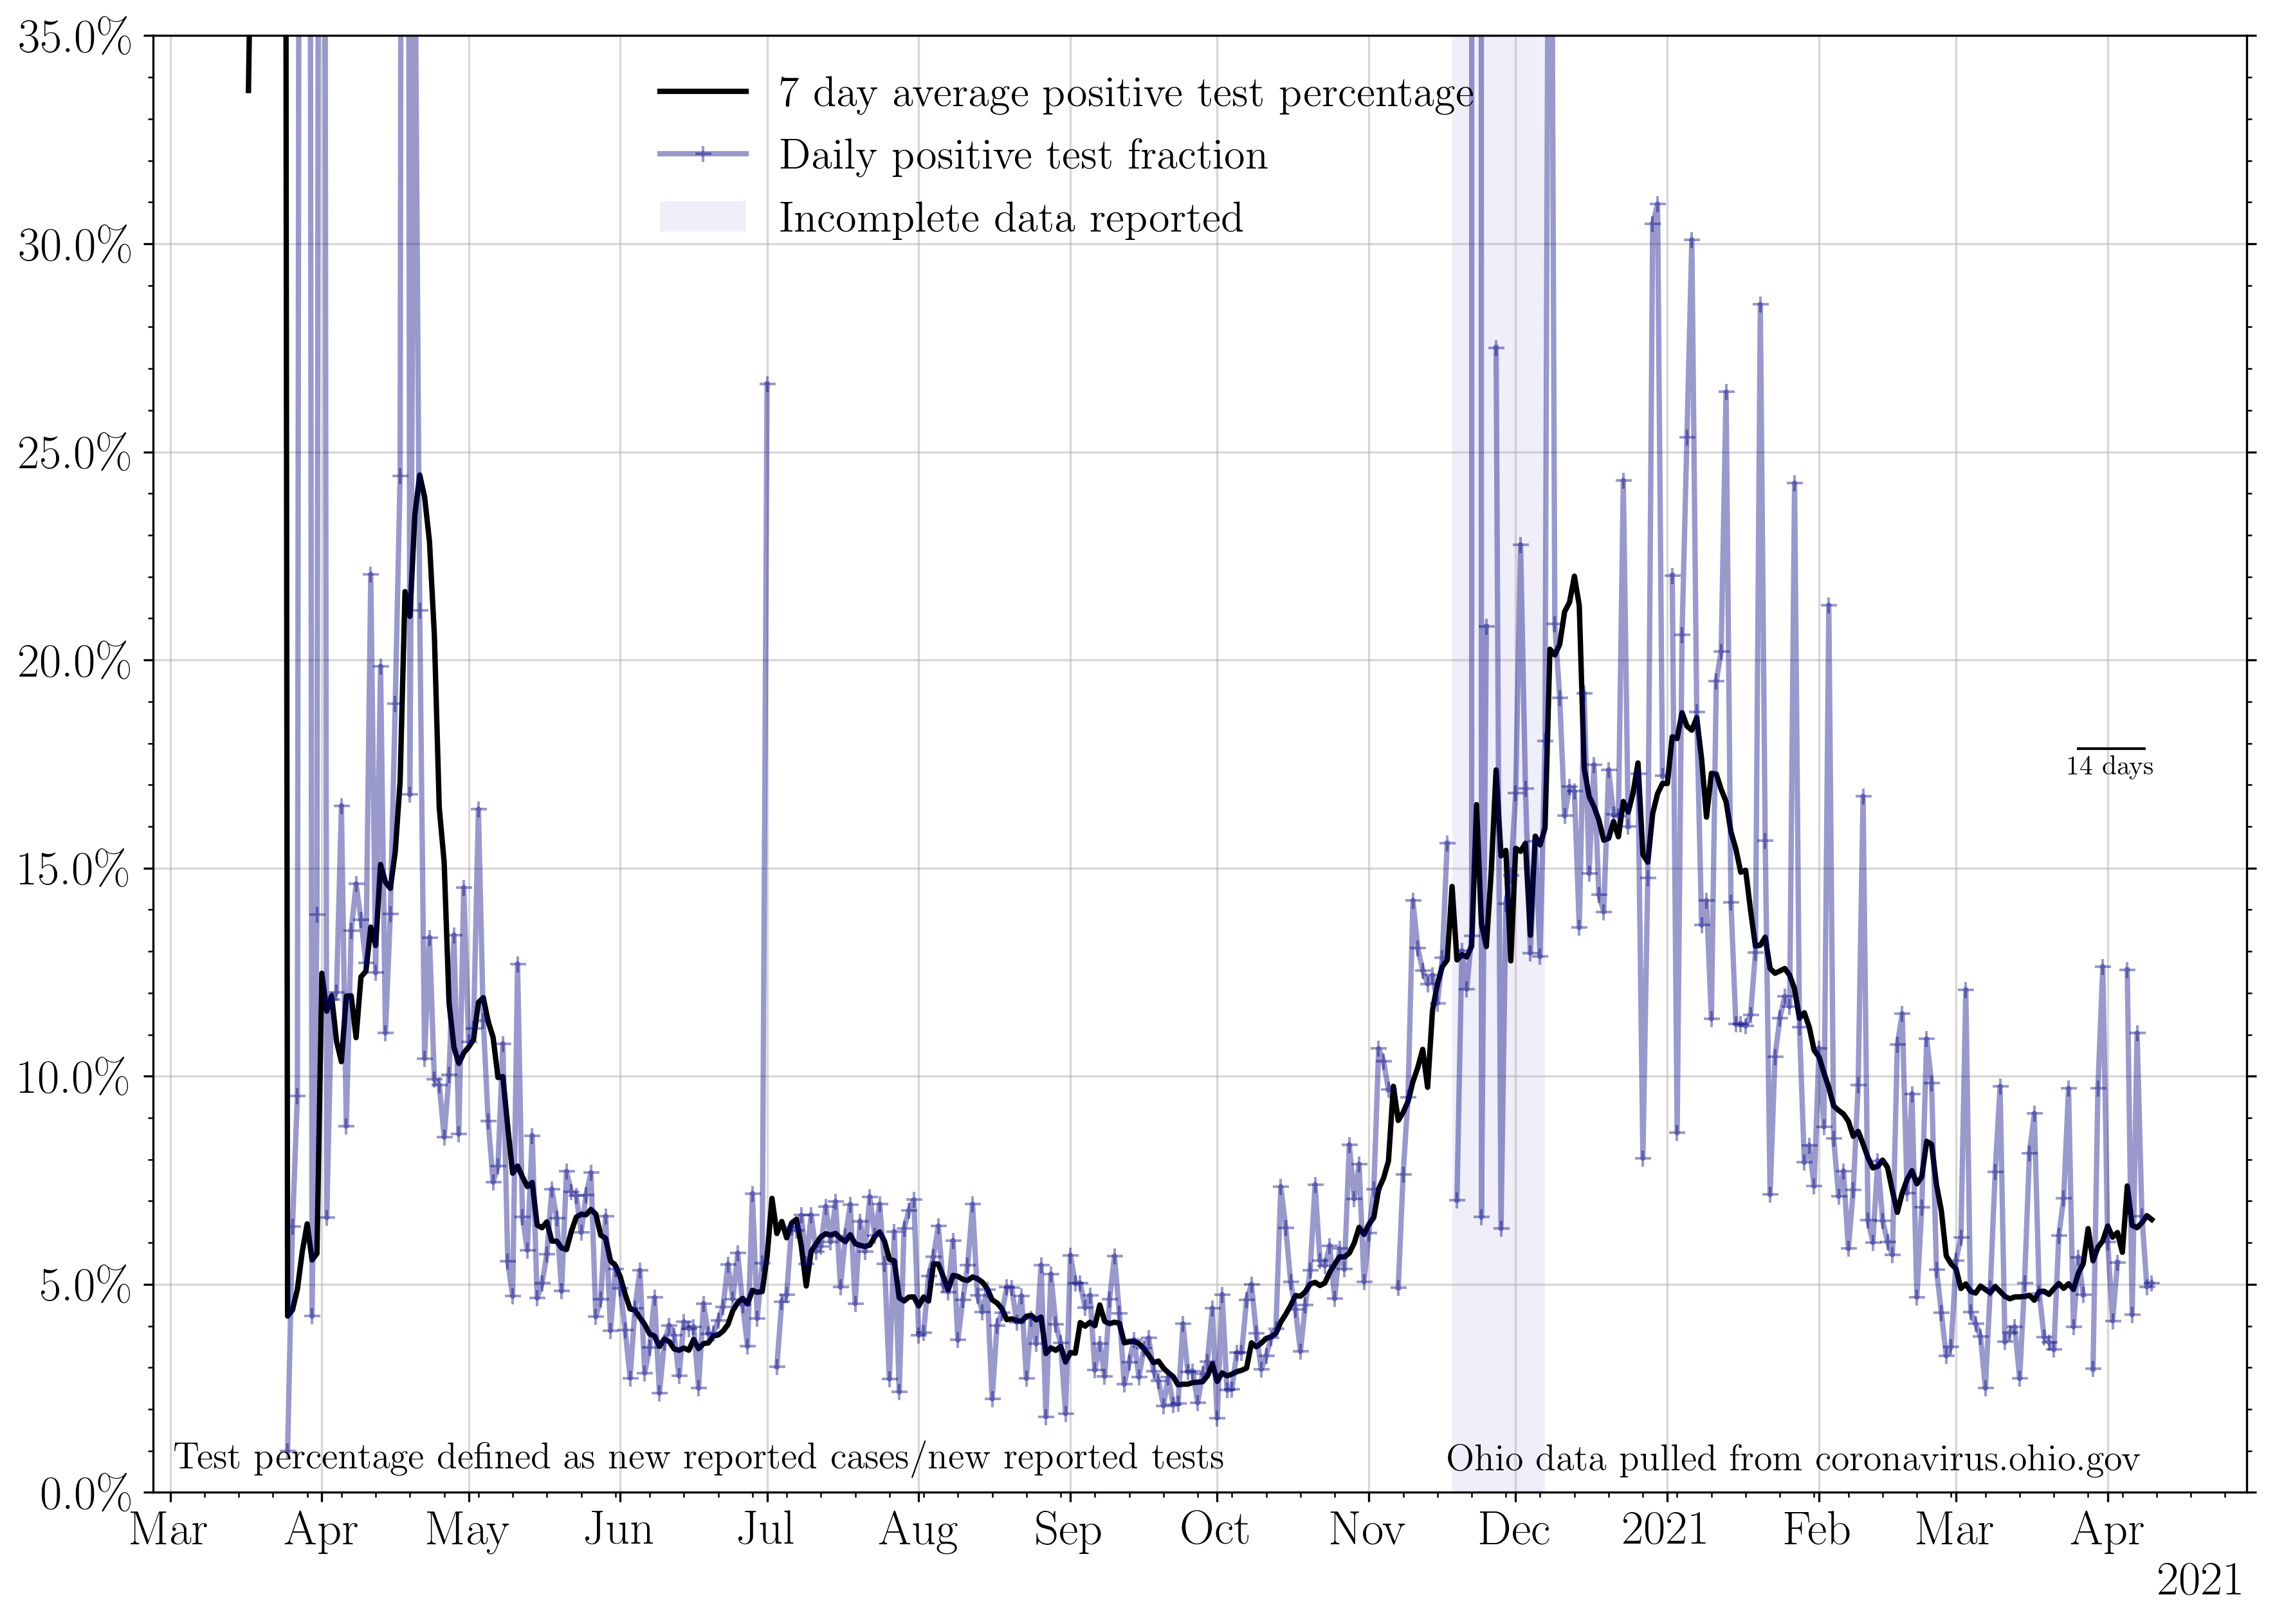 35.0%
30.0%
25.0%
20.0%
15.0%
10.0%
5.0%
0.0%
7 day average positive test percentage
Daily positive test fraction
Incomplete data reported
14 days
Test percentage defined as new reported cases/new reported tests
Ohio data pulled from coronavirus.ohio.gov
Mar Apr May Jun Jul Aug Sep Oct Nov Dec 2021 Feb Mar Apr
2021